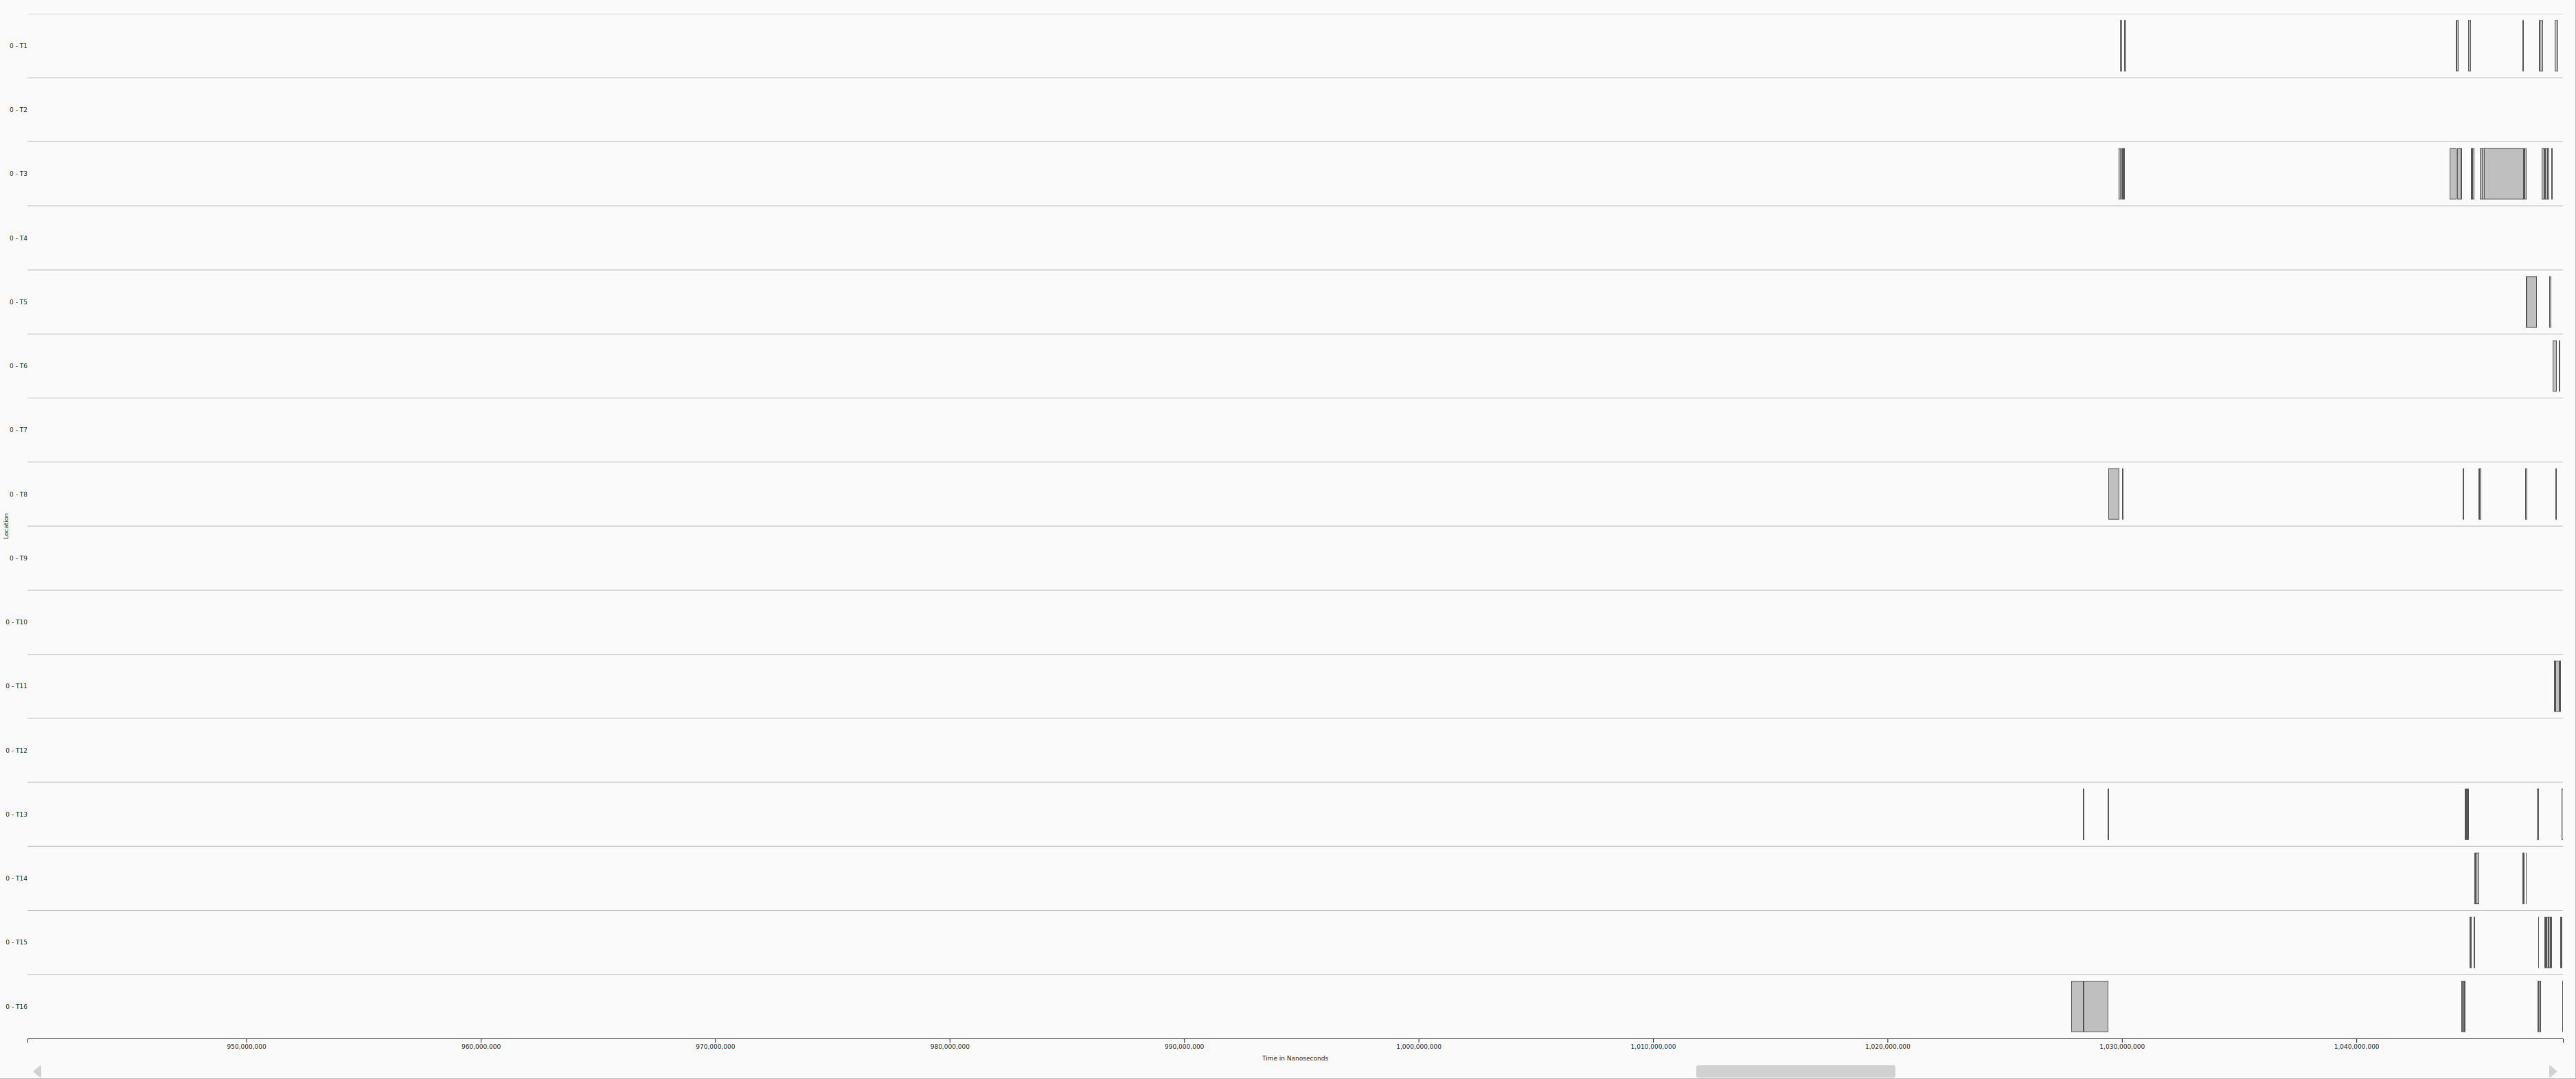 0 - T1
0 - T2
0 - T3
0 - T4
0 - T5
0 - T6
0 - T7
0 - T8
Location
0 - T9
0 - T10
0 - T11
0 - T12
0 - T13
0 - T14
0 - T15
0 - T16
950,000,000 960,000,000 970,000,000 980,000,000 990,000,000 1,000,000,000 1,010,000,000 1,020,000,000 1,030,000,000 1,040,000,000
Time in Nanoseconds